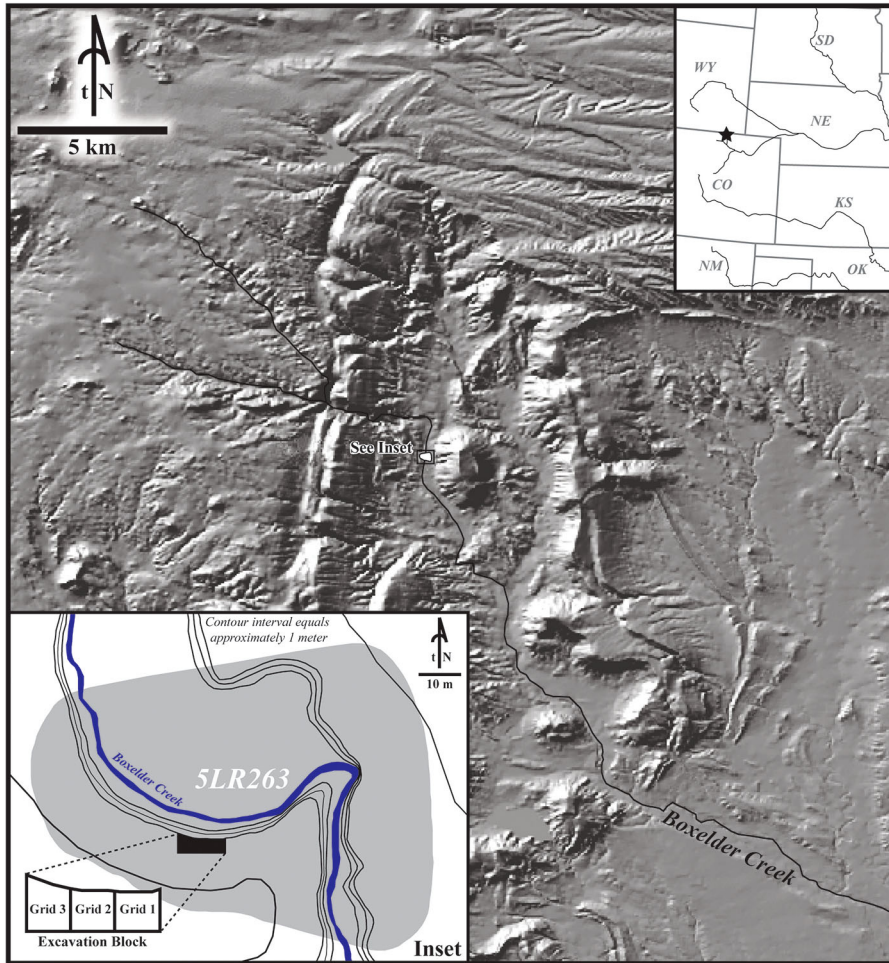 t N
5 km
SD
WY
NE
CO
KS
NM
OK
See Inset
Contour interval equals
approximately 1 meter
t N
10 m
Boxelder Creek
5LR263
Grid 3 Grid 2 Grid 1
Excavation Block
Inset
Boxelder Creek